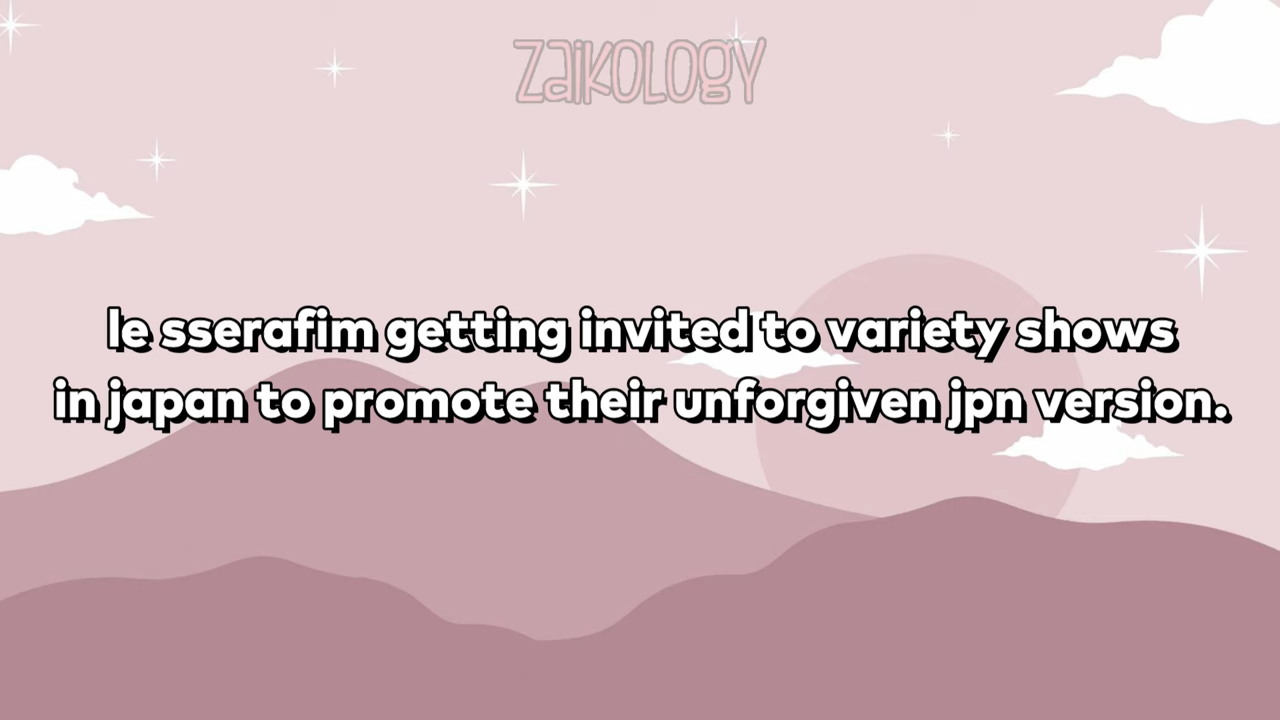 zaikology
le sserafim getting invited to variety shows
in japan to promote their unforgiven jpn version.